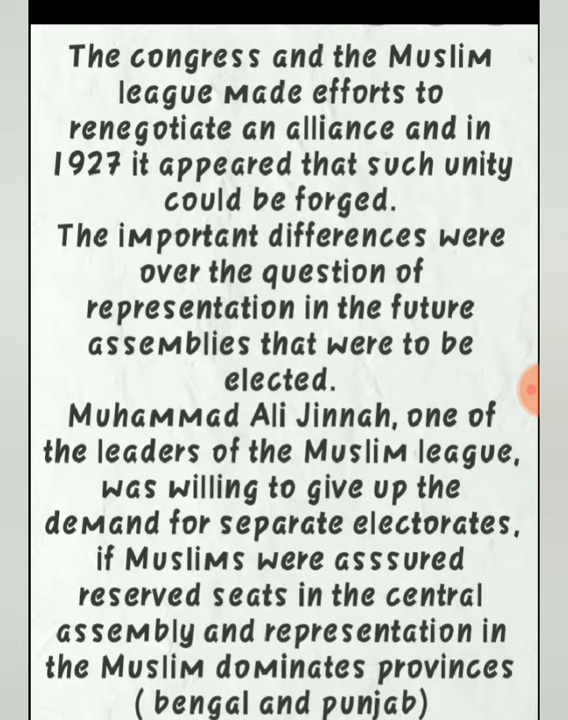 The congress and the Muslim
league made efforts to
renegotiate an alliance and in
1927 it appeared that such unity
could be forged.
The important differences were
over the question of
representation in the future
assemblies that were to be
elected.
Muhammad Ali Jinnah, one of
the leaders of the Muslim league,
was willing to give up the
demand for separate electorates,
if Muslims were asssured
reserved seats in the central
assembly and representation in
the Muslim dominates provinces
( bengal and punjab)